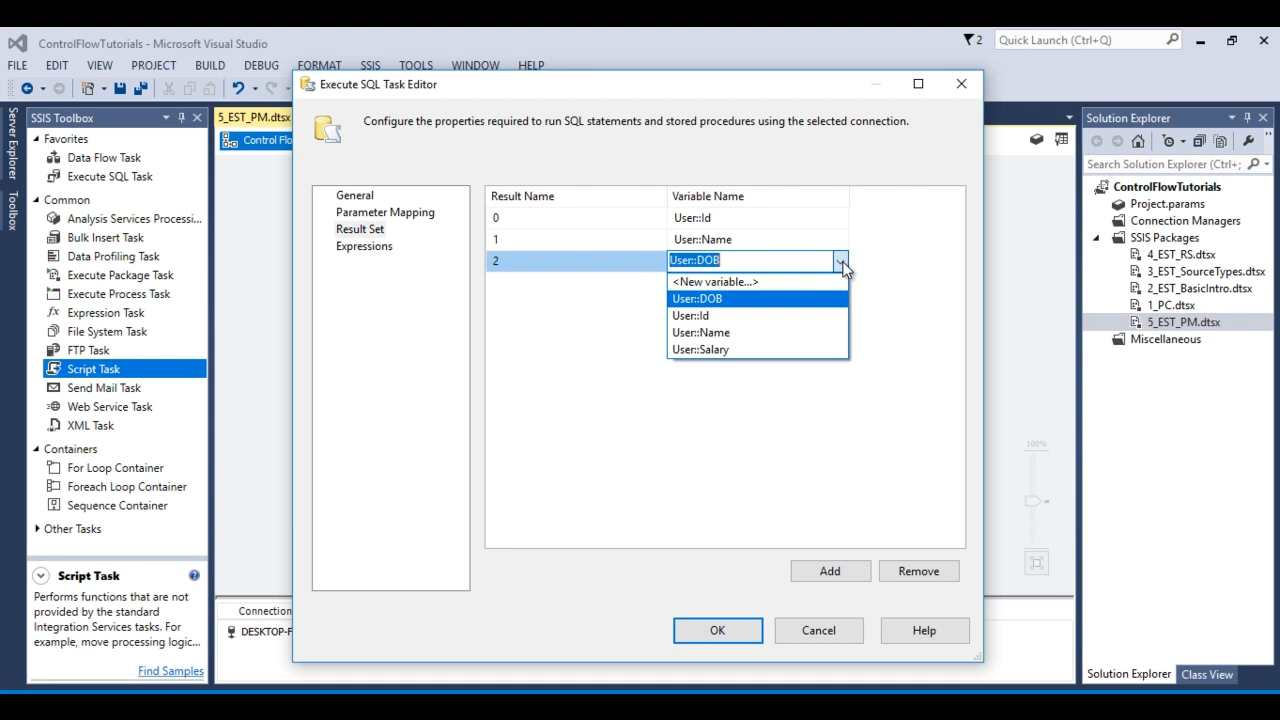 ControlFlowTutorials - Microsoft Visual Studio
2
Quick Launch (Ctrl+Q)
FILE EDIT VIEW PROJECT BUILD DEBUG FORMAT SSIS TOOLS WINDOW HELP
Server Explorer
Toolbox
SSIS Toolbox
Favorites
Data Flow Task
Execute SQL Task
Common
Analysis Services Processi...
Bulk Insert Task
Data Profiling Task
Execute Package Task
Execute Process Task
Expression Task
File System Task
FTP Task
Script Task
Send Mail Task
Web Service Task
XML Task
Containers
For Loop Container
Foreach Loop Container
Sequence Container
Other Tasks
Script Task
Performs functions that are not
provided by the standard
Integration Services tasks. For
example, move processing logic...
Find Samples
5_EST_PM.dtsx
Control Flo
Connection
DESKTOP-F
100%
Execute SQL Task Editor
Configure the properties required to run SQL statements and stored procedures using the selected connection.
General
Parameter Mapping
Result Set
Expressions
Result Name Variable Name
0 User::Id
1 User::Name
2 User::DOB
<New variable...>
User::DOB
User::Id
User::Name
User::Salary
Add Remove
OK Cancel Help
Solution Explorer
Search Solution Explorer (Ctrl+;
ControlFlowTutorials
Project.params
Connection Managers
SSIS Packages
4_EST_RS.dtsx
3_EST_SourceTypes.dtsx
2_EST_BasicIntro.dtsx
1_PC.dtsx
5_EST_PM.dtsx
Miscellaneous
Solution Explorer Class View